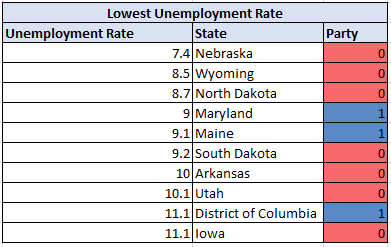 Lowest Unemployment Rate
Unemployment Rate State Party
7.4 Nebraska 0
8.5 Wyoming 0
8.7 North Dakota 0
9 Maryland 1
9.1 Maine 1
9.2 South Dakota 0
10 Arkansas 0
10.1 Utah 0
11.1 District of Columbia 1
11.1 Iowa 0